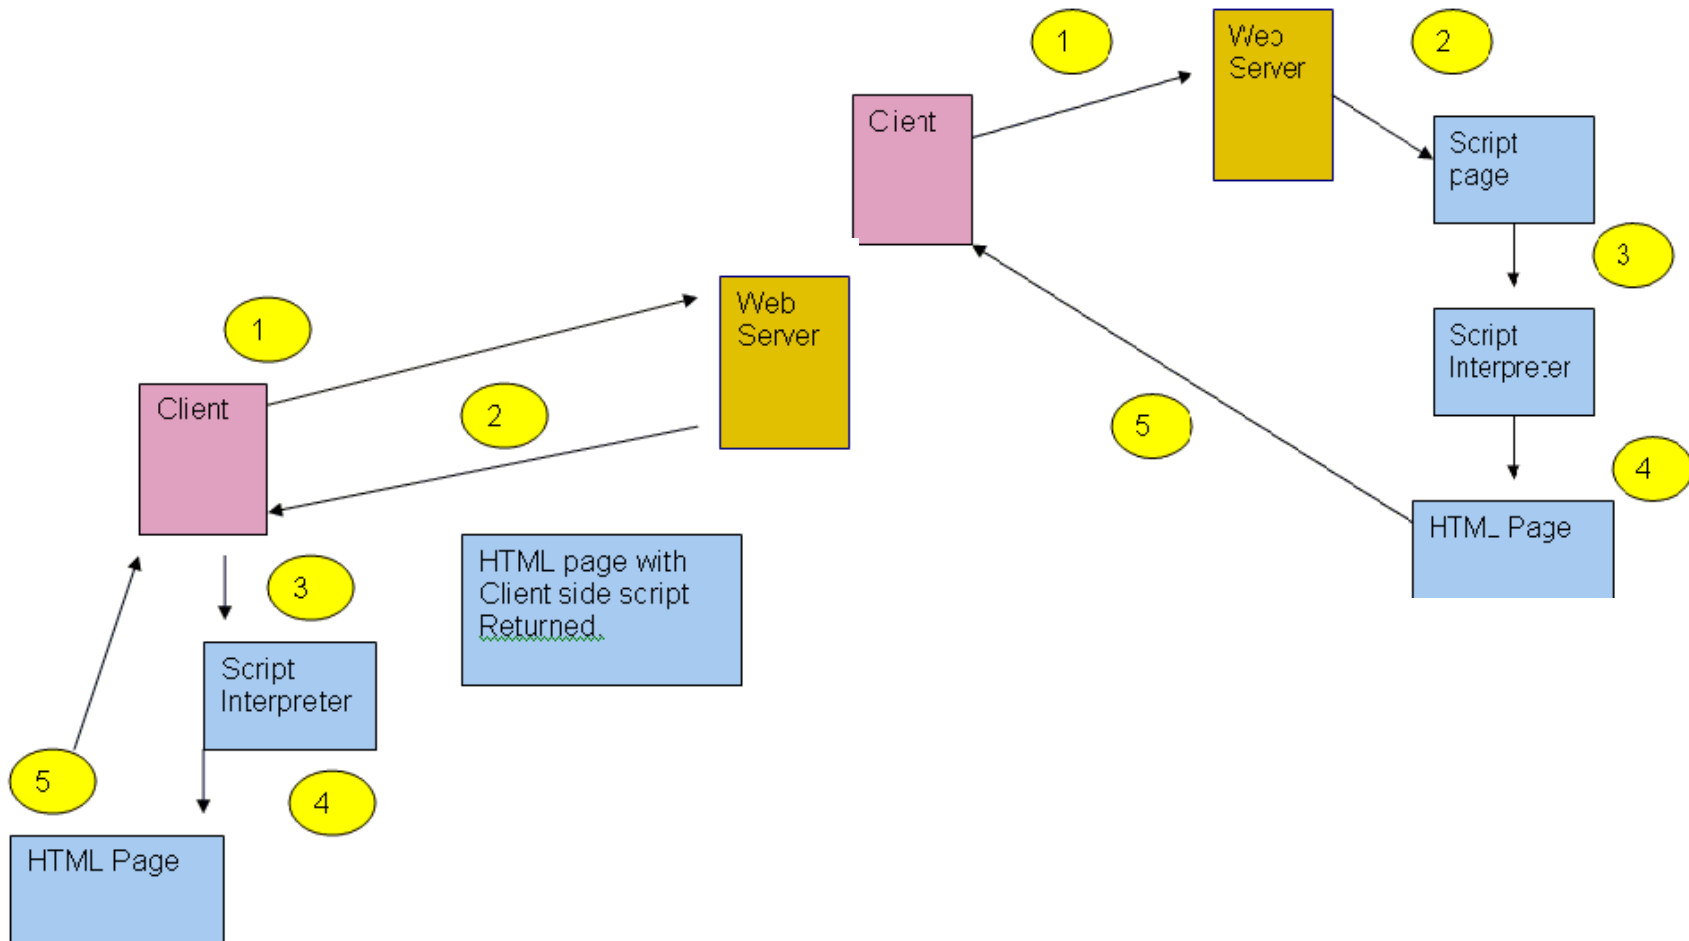 1
Web
Server
2
Client
Script
page
3
Script
Interpreter
4
HTML Page
5
1
Web
Server
Client
2
3
HTML page with
Client side script
Returned.
Script
Interpreter
5
4
HTML Page